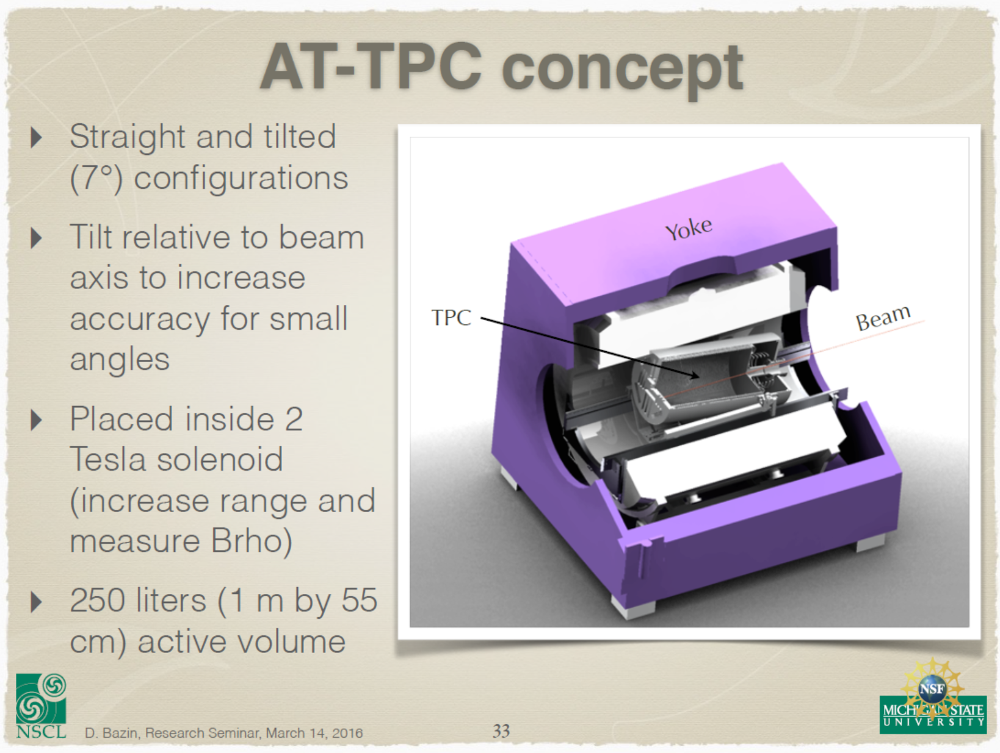 AT-TPC concept
Straight and tilted
(7°) configurations
Tilt relative to beam
axis to increase
accuracy for small
angles
Placed inside 2
Tesla solenoid
(increase range and
measure Brho)
250 liters (1 m by 55
cm) active volume
Yoke
TPC
Beam
NSCL
D. Bazin, Research Seminar, March 14, 2016
33
NSF
MICHIGAN STATE
UNIVERSITY